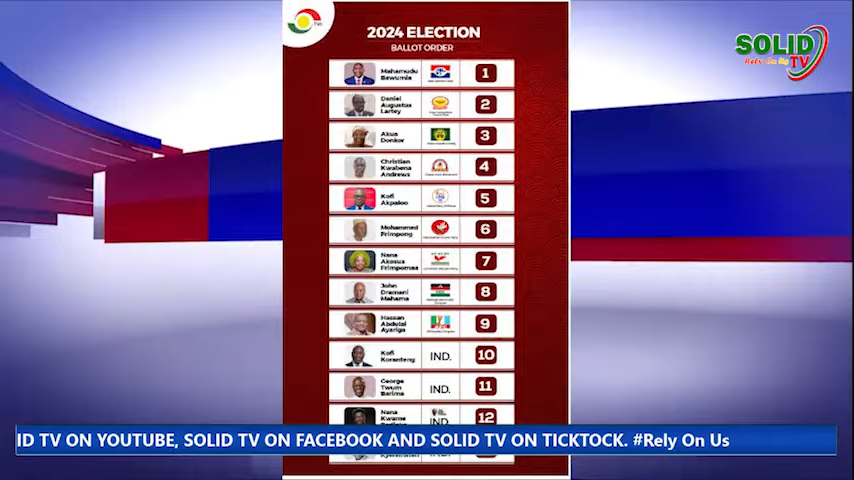 TV3
2024 ELECTION
BALLOT ORDER
SOLID
TV
Rely On Us
Mahamudu
Bawumia
1
Daniel
Augustus
Lartey
2
Akua
Donkor
3
Christian
Kwabena
Andrews
4
Kofi
Akpaloo
5
Mohammed
Frimpong
6
Nana
Akosua
Frimpomaa
7
John
Dramani
Mahama
8
Hassan
Abdulai
Ayariga
APC
9
Kofi
Koranteng
IND.
10
George
Twum
Barima
IND.
11
Nana
Kwame
IND
12
ID TV ON YOUTUBE, SOLID TV ON FACEBOOK AND SOLID TV ON TICKTOCK. #Rely On Us